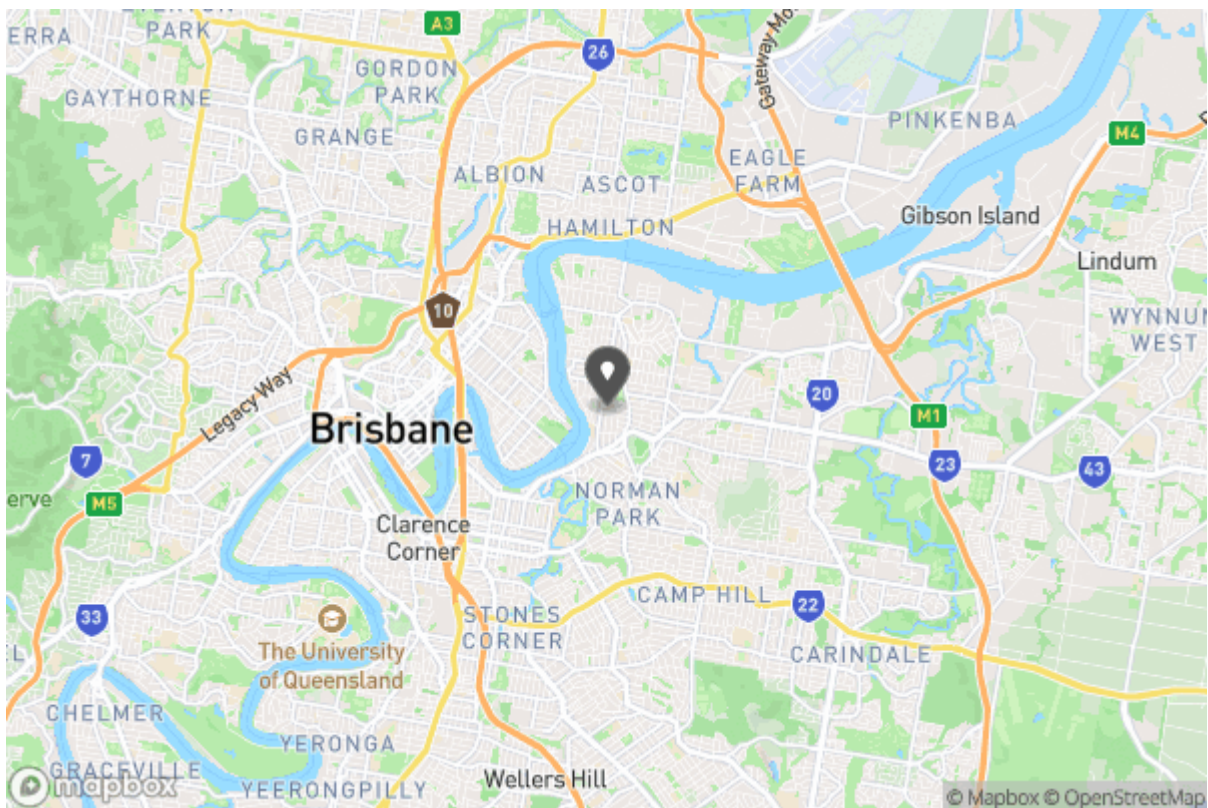 ERRA
PARK
A3
26
GORDON
PARK
Gateway Mo
GAYTHORNE
PINKENBA
M4
GRANGE
ALBION
ASCOT
EAGLE
FARM
HAMILTON
Gibson Island
Lindum
10
WYNNUM
WEST
Legacy Way
Brisbane
20
M1
7
23
43
erve
M5
NORMAN
PARK
Clarence
Corner
33
STONES
CORNER
CAMP HILL
22
The University
of Queensland
CARINDALE
EL
CHELMER
YERONGA
GRACEVILLE
YEERONGPILLY
Wellers Hill
mapbox
© Mapbox © OpenStreetMap